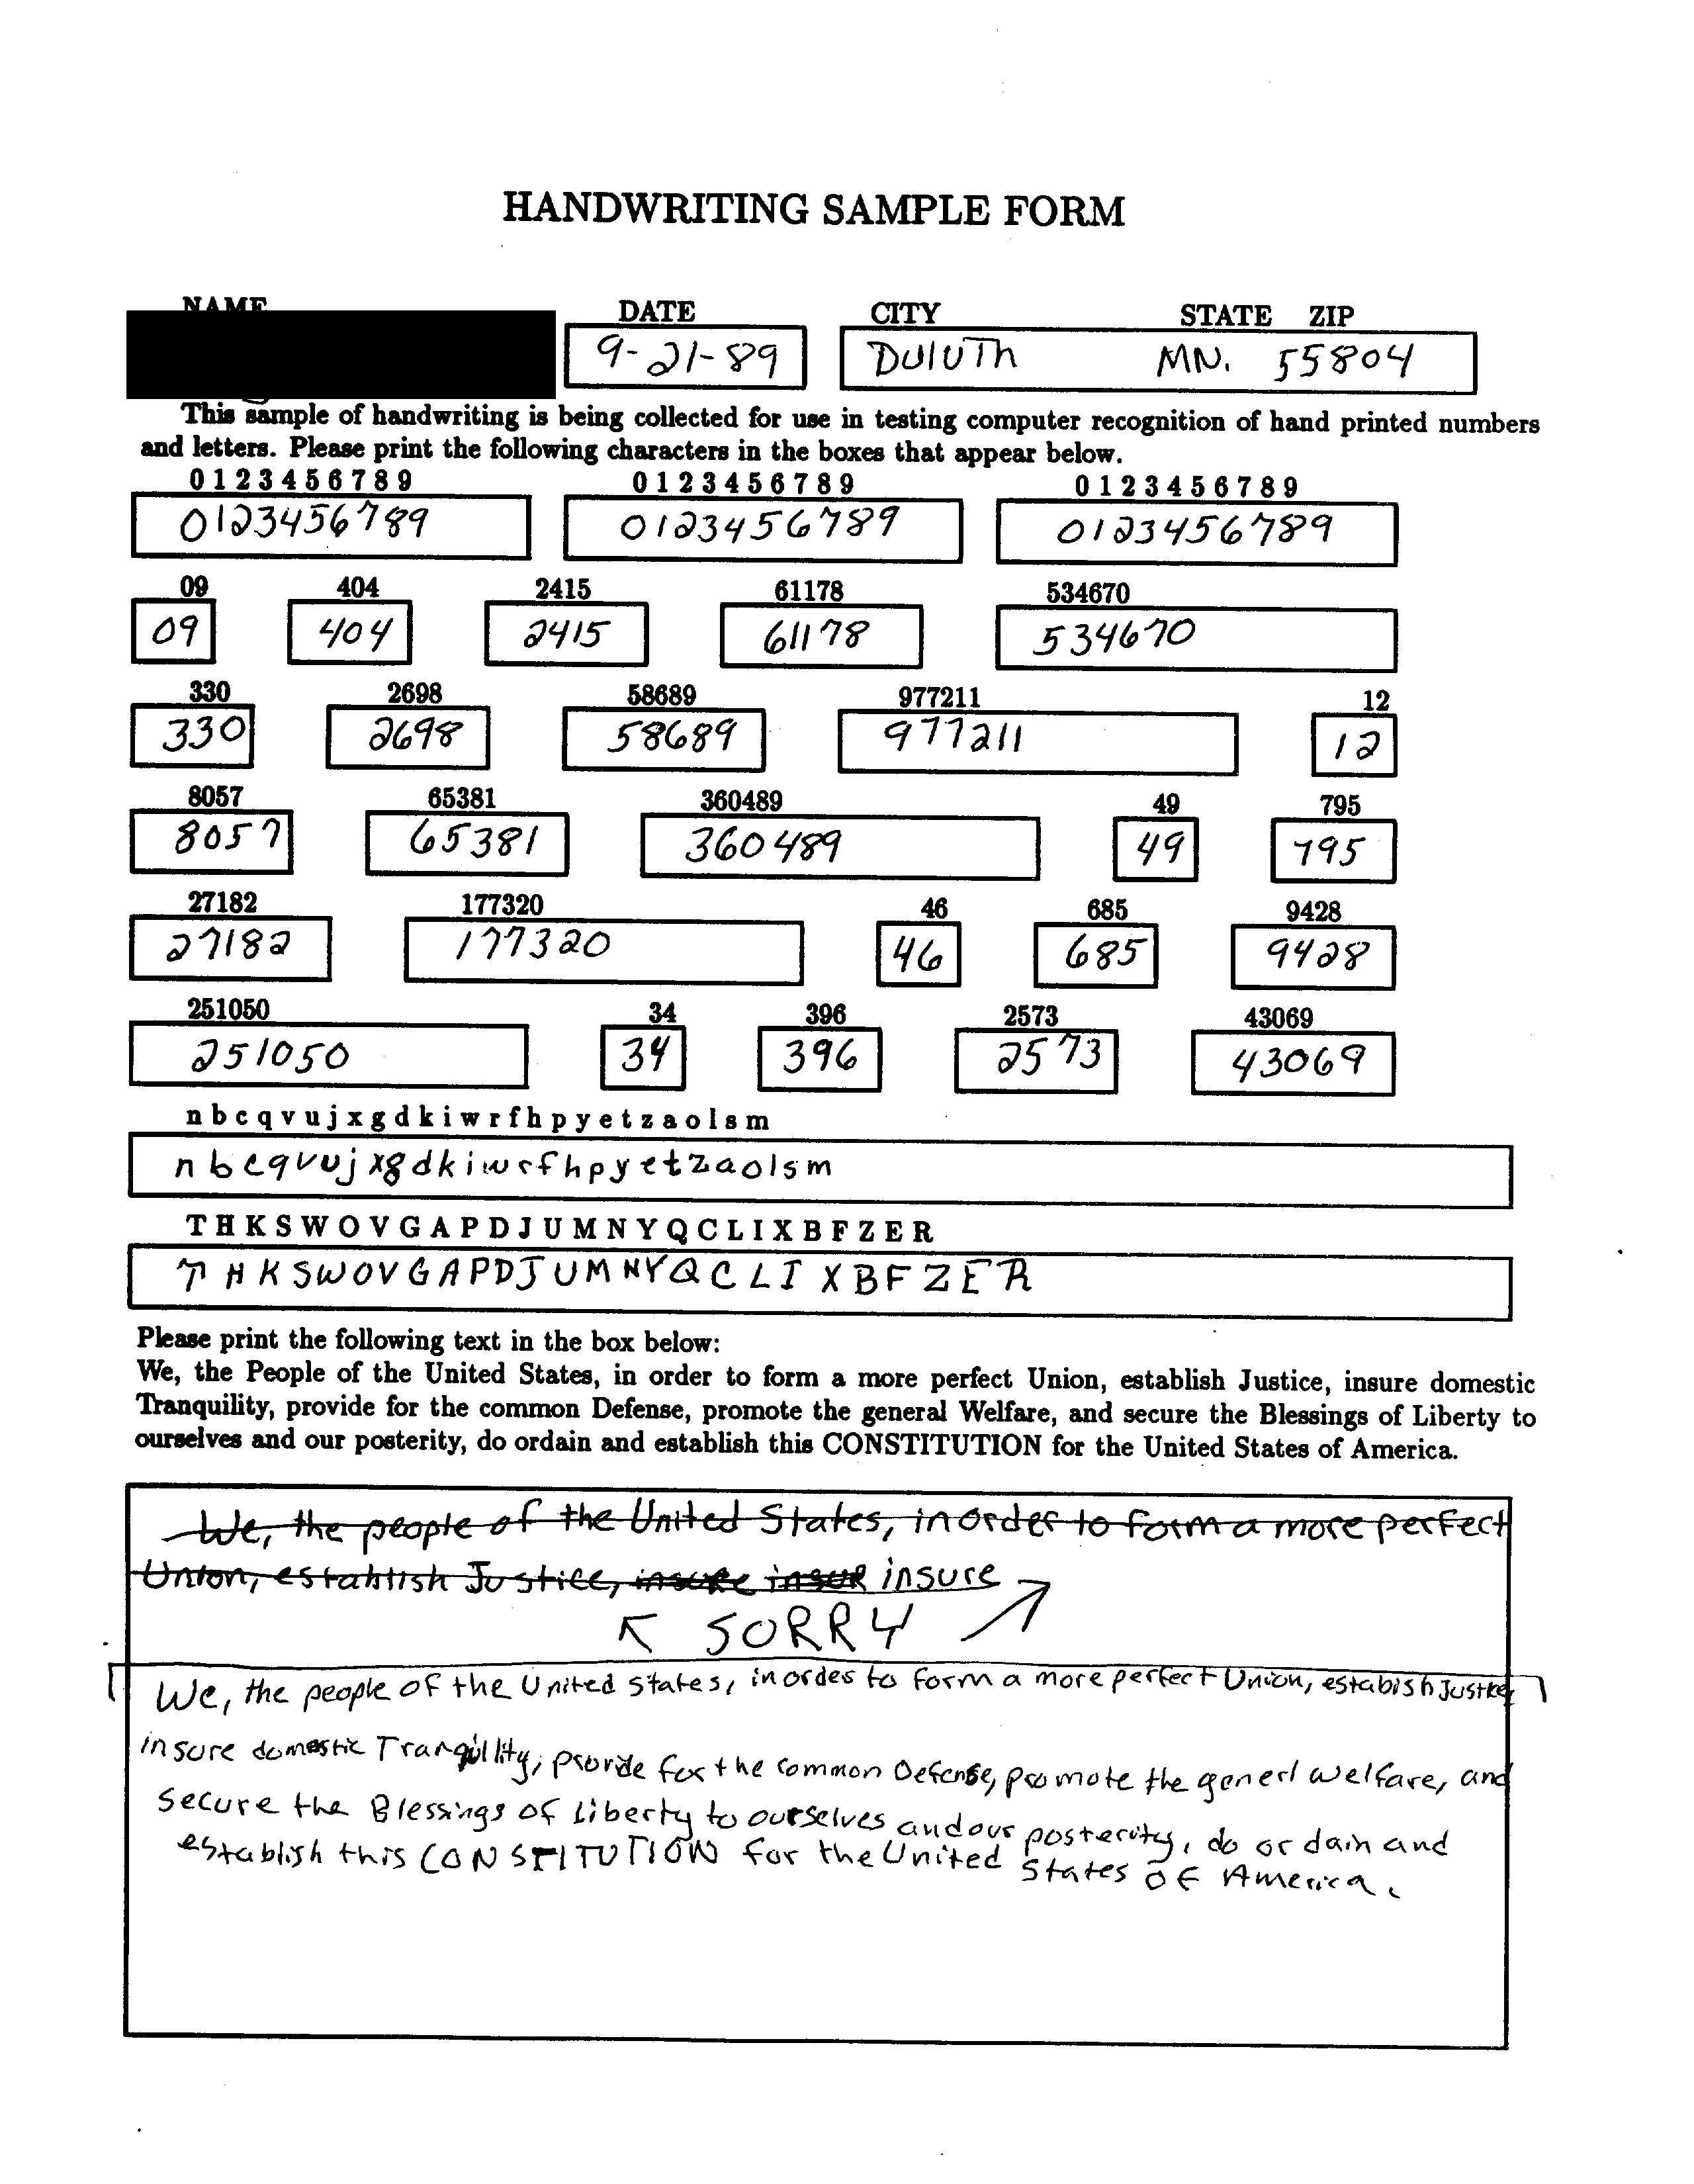 HANDWRITING SAMPLE FORM
NAME DATE CITY STATE ZIP
9-21-89 DUlUTh MN. 55804
This sample of handwriting is being collected for use in testing computer recognition of hand printed numbers
and letters. Please print the following characters in the boxes that appear below.
0 1 2 3 4 5 6 7 8 9 0 1 2 3 4 5 6 7 8 9 0 1 2 3 4 5 6 7 8 9
0123456789 0123456789 0123456789
09 404 2415 61178 534670
09 404 2415 61178 534670
330 2698 58689 977211 12
330 2698 58689 977211 12
8057 65381 360489 49 795
8057 65381 360489 49 795
27182 177320 46 685 9428
27182 177320 46 685 9428
251050 34 396 2573 43069
251050 34 396 2573 43069
n b c q v u j x g d k i w r f h p y e t z a o l s m
n b c q v u j x g d k i w r f h p y e t z a o l s m
T H K S W O V G A P D J U M N Y Q C L I X B F Z E R
T H K S W O V G A P D J U M N Y Q C L I X B F Z E R
Please print the following text in the box below:
We, the People of the United States, in order to form a more perfect Union, establish Justice, insure domestic
Tranquility, provide for the common Defense, promote the general Welfare, and secure the Blessings of Liberty to
ourselves and our posterity, do ordain and establish this CONSTITUTION for the United States of America.
We, the people of the United States, in order to form a more perfect
Union, establish Justice, insure insur insure
SORRY
We, the people of the United states, in order to form a more perfect Union, estabish Justice,
insure domestic Tranquility, provide for the common Defense, promote the generl welfare, and
Secure the Blessings of Liberty to ourselves and our posterity, do ordain and
establish this CONSTITUTION for the United States of America.